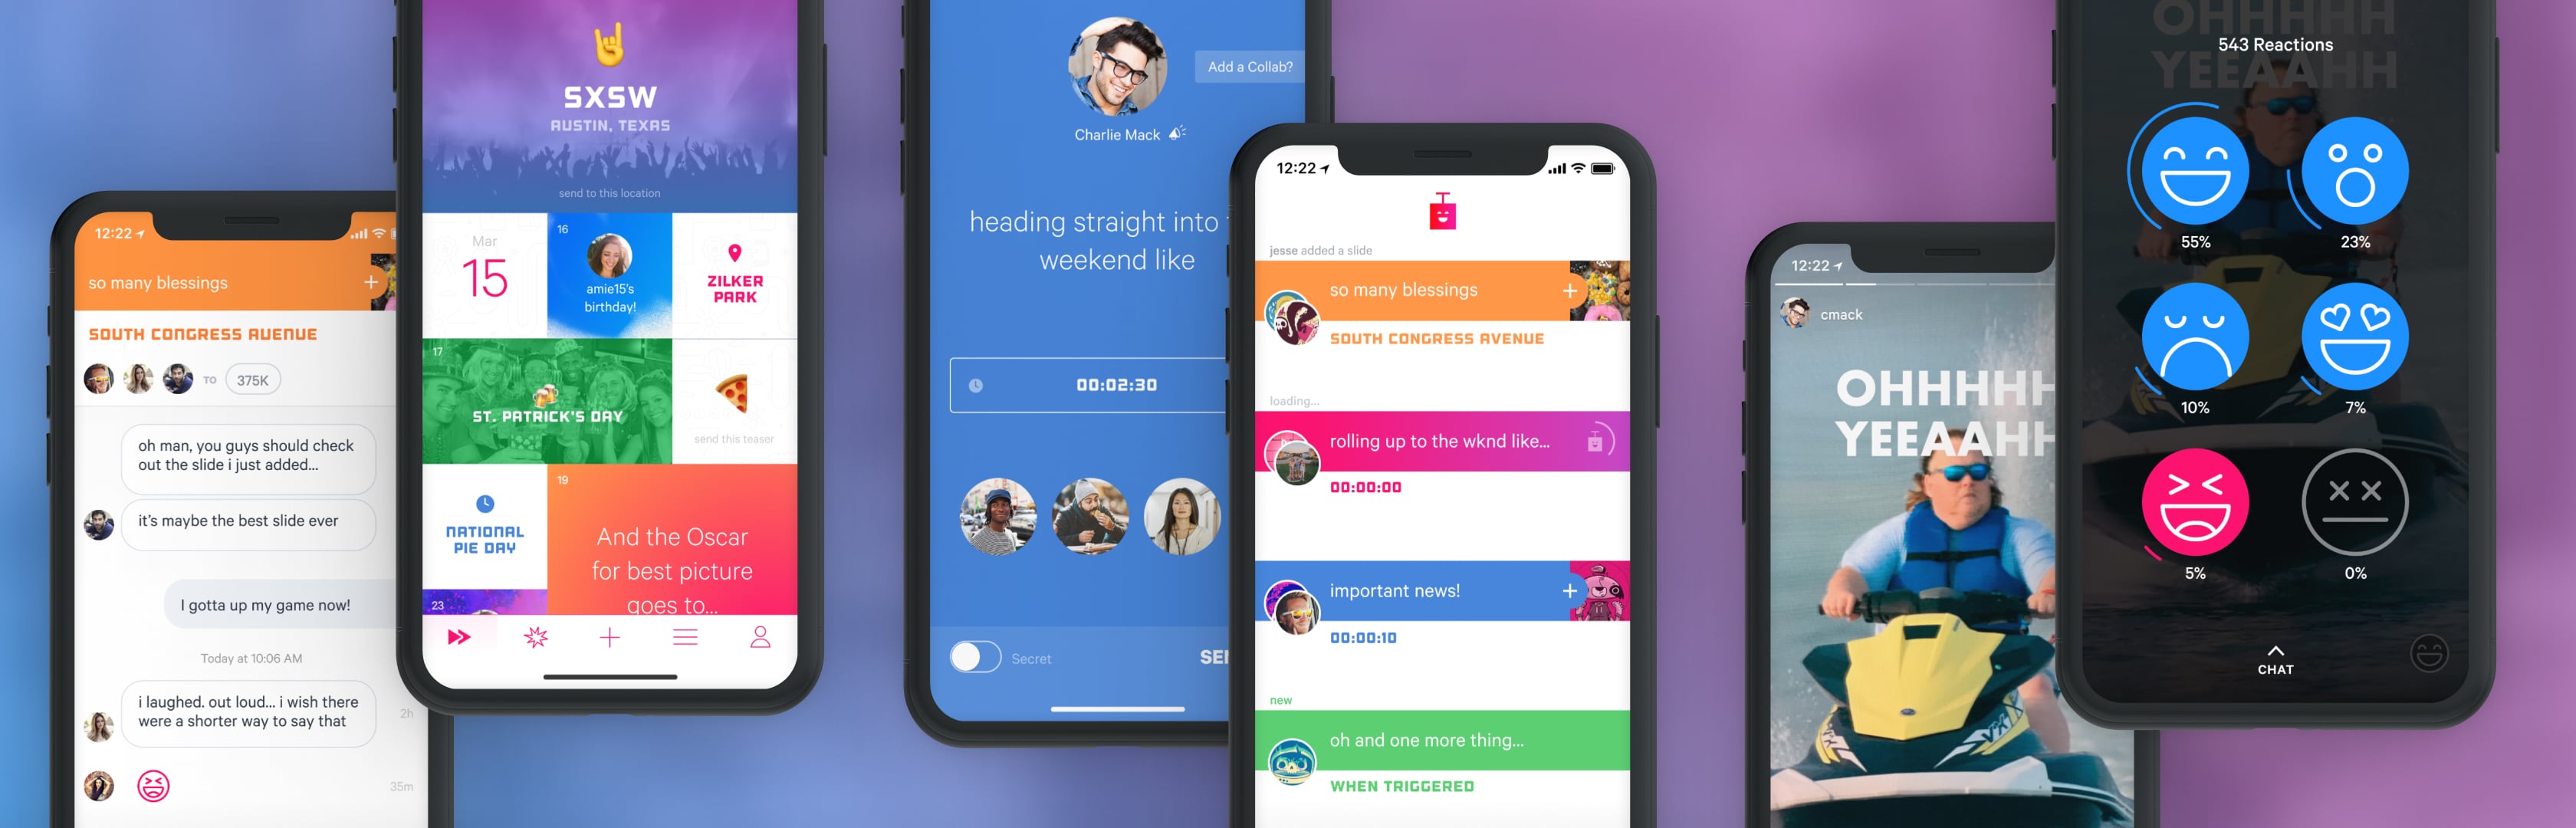 12:22
so many blessings
+
SOUTH CONGRESS AVENUE
TO
375K
oh man, you guys should check
out the slide i just added...
it's maybe the best slide ever
I gotta up my game now!
Today at 10:06 AM
i laughed. out loud... i wish there
were a shorter way to say that
2h
35m
SXSW
AUSTIN, TEXAS
send to this location
Mar
15
16
amie15's
birthday!
ZILKER
PARK
17
ST. PATRICK'S DAY
send this teaser
NATIONAL
PIE DAY
19
And the Oscar
for best picture
goes to...
23
Add a Collab?
Charlie Mack
heading straight into
weekend like
00:02:30
Secret
12:22
jesse added a slide
so many blessings
+
SOUTH CONGRESS AVENUE
loading...
rolling up to the wknd like...
00:00:00
important news!
+
00:00:10
new
oh and one more thing...
WHEN TRIGGERED
12:22
cmack
OHHHHH
YEEAAHH
OHHHHH
YEEAAHH
543 Reactions
55%
23%
10%
7%
5%
0%
CHAT